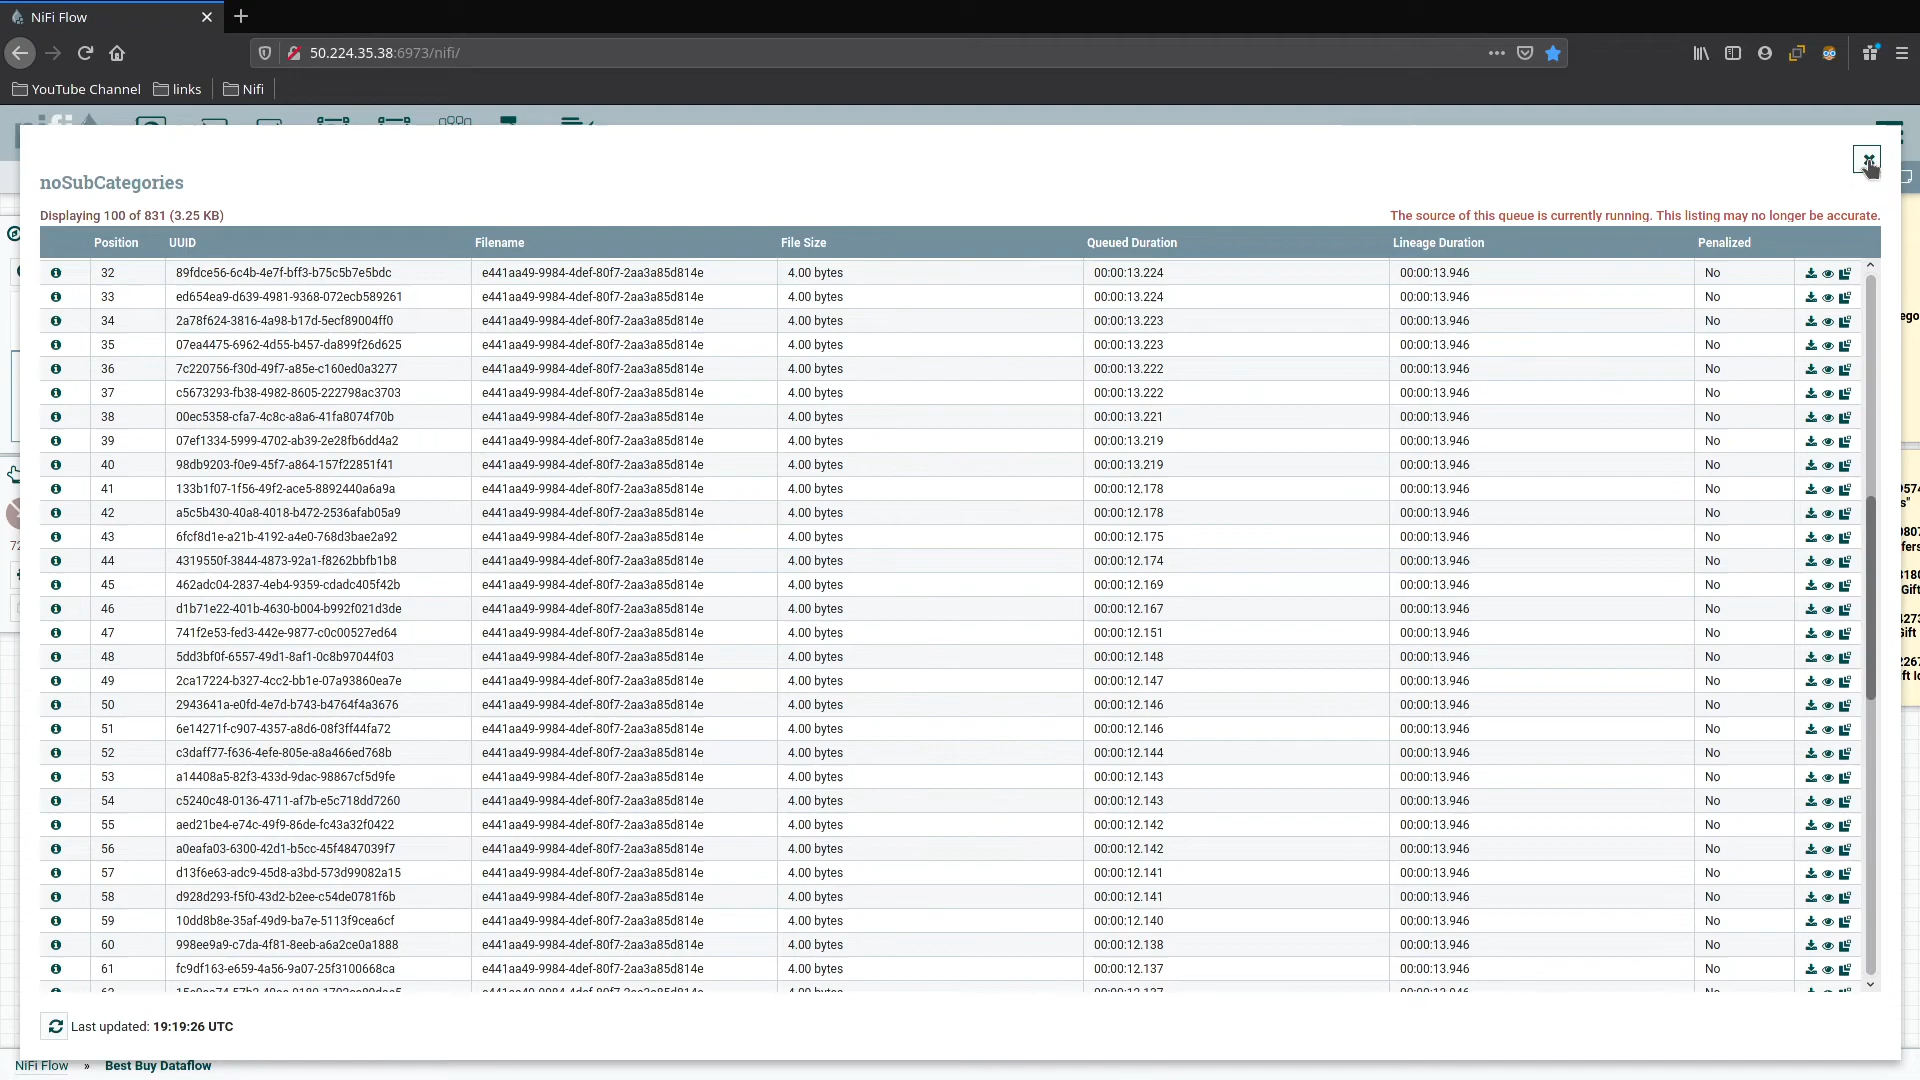 NiFi Flow
50.224.35.38:6973/nifi/
YouTube Channel links Nifi
noSubCategories
Displaying 100 of 831 (3.25 KB) The source of this queue is currently running. This listing may no longer be accurate.
Position UUID Filename File Size Queued Duration Lineage Duration Penalized
32 89fdce56-6c4b-4e7f-bff3-b75c5b7e5bdc e441aa49-9984-4def-80f7-2aa3a85d814e 4.00 bytes 00:00:13.224 00:00:13.946 No
33 ed654ea9-d639-4981-9368-072ecb589261 e441aa49-9984-4def-80f7-2aa3a85d814e 4.00 bytes 00:00:13.224 00:00:13.946 No
34 2a78f624-3816-4a98-b17d-5ecf89004ff0 e441aa49-9984-4def-80f7-2aa3a85d814e 4.00 bytes 00:00:13.223 00:00:13.946 No
35 07ea4475-6962-4d55-b457-da899f26d625 e441aa49-9984-4def-80f7-2aa3a85d814e 4.00 bytes 00:00:13.223 00:00:13.946 No
36 7c220756-f30d-49f7-a85e-c160ed0a3277 e441aa49-9984-4def-80f7-2aa3a85d814e 4.00 bytes 00:00:13.222 00:00:13.946 No
37 c5673293-fb38-4982-8605-222798ac3703 e441aa49-9984-4def-80f7-2aa3a85d814e 4.00 bytes 00:00:13.222 00:00:13.946 No
38 00ec5358-cfa7-4c8c-a8a6-41fa8074f70b e441aa49-9984-4def-80f7-2aa3a85d814e 4.00 bytes 00:00:13.221 00:00:13.946 No
39 07ef1334-5999-4702-ab39-2e28fb6dd4a2 e441aa49-9984-4def-80f7-2aa3a85d814e 4.00 bytes 00:00:13.219 00:00:13.946 No
40 98db9203-f0e9-45f7-a864-157f22851f41 e441aa49-9984-4def-80f7-2aa3a85d814e 4.00 bytes 00:00:13.219 00:00:13.946 No
41 133b1f07-1f56-49f2-ace5-8892440a6a9a e441aa49-9984-4def-80f7-2aa3a85d814e 4.00 bytes 00:00:12.178 00:00:13.946 No
42 a5c5b430-40a8-4018-b472-2536afab05a9 e441aa49-9984-4def-80f7-2aa3a85d814e 4.00 bytes 00:00:12.178 00:00:13.946 No
43 6fcf8d1e-a21b-4192-a4e0-768d3bae2a92 e441aa49-9984-4def-80f7-2aa3a85d814e 4.00 bytes 00:00:12.175 00:00:13.946 No
44 4319550f-3844-4873-92a1-f8262bbfb1b8 e441aa49-9984-4def-80f7-2aa3a85d814e 4.00 bytes 00:00:12.174 00:00:13.946 No
45 462adc04-2837-4eb4-9359-cdadc405f42b e441aa49-9984-4def-80f7-2aa3a85d814e 4.00 bytes 00:00:12.169 00:00:13.946 No
46 d1b71e22-401b-4630-b004-b992f021d3de e441aa49-9984-4def-80f7-2aa3a85d814e 4.00 bytes 00:00:12.167 00:00:13.946 No
47 741f2e53-fed3-442e-9877-c0c00527ed64 e441aa49-9984-4def-80f7-2aa3a85d814e 4.00 bytes 00:00:12.151 00:00:13.946 No
48 5dd3bf0f-6557-49d1-8af1-0c8b97044f03 e441aa49-9984-4def-80f7-2aa3a85d814e 4.00 bytes 00:00:12.148 00:00:13.946 No
49 2ca17224-b327-4cc2-bb1e-07a93860ea7e e441aa49-9984-4def-80f7-2aa3a85d814e 4.00 bytes 00:00:12.147 00:00:13.946 No
50 2943641a-e0fd-4e7d-b743-b4764f4a3676 e441aa49-9984-4def-80f7-2aa3a85d814e 4.00 bytes 00:00:12.146 00:00:13.946 No
51 6e14271f-c907-4357-a8d6-08f3ff44fa72 e441aa49-9984-4def-80f7-2aa3a85d814e 4.00 bytes 00:00:12.146 00:00:13.946 No
52 c3daff77-f636-4efe-805e-a8a466ed768b e441aa49-9984-4def-80f7-2aa3a85d814e 4.00 bytes 00:00:12.144 00:00:13.946 No
53 a14408a5-82f3-433d-9dac-98867cf5d9fe e441aa49-9984-4def-80f7-2aa3a85d814e 4.00 bytes 00:00:12.143 00:00:13.946 No
54 c5240c48-0136-4711-af7b-e5c718dd7260 e441aa49-9984-4def-80f7-2aa3a85d814e 4.00 bytes 00:00:12.143 00:00:13.946 No
55 aed21be4-e74c-49f9-86de-fc43a32f0422 e441aa49-9984-4def-80f7-2aa3a85d814e 4.00 bytes 00:00:12.142 00:00:13.946 No
56 a0eafa03-6300-42d1-b5cc-45f4847039f7 e441aa49-9984-4def-80f7-2aa3a85d814e 4.00 bytes 00:00:12.142 00:00:13.946 No
57 d13f6e63-adc9-45d8-a3bd-573d99082a15 e441aa49-9984-4def-80f7-2aa3a85d814e 4.00 bytes 00:00:12.141 00:00:13.946 No
58 d928d293-f5f0-43d2-b2ee-c54de0781f6b e441aa49-9984-4def-80f7-2aa3a85d814e 4.00 bytes 00:00:12.141 00:00:13.946 No
59 10dd8b8e-35af-49d9-ba7e-5113f9cea6cf e441aa49-9984-4def-80f7-2aa3a85d814e 4.00 bytes 00:00:12.140 00:00:13.946 No
60 998ee9a9-c7da-4f81-8eeb-a6a2ce0a1888 e441aa49-9984-4def-80f7-2aa3a85d814e 4.00 bytes 00:00:12.138 00:00:13.946 No
61 fc9df163-e659-4a56-9a07-25f3100668ca e441aa49-9984-4def-80f7-2aa3a85d814e 4.00 bytes 00:00:12.137 00:00:13.946 No
Last updated: 19:19:26 UTC
NiFi Flow » Best Buy Dataflow